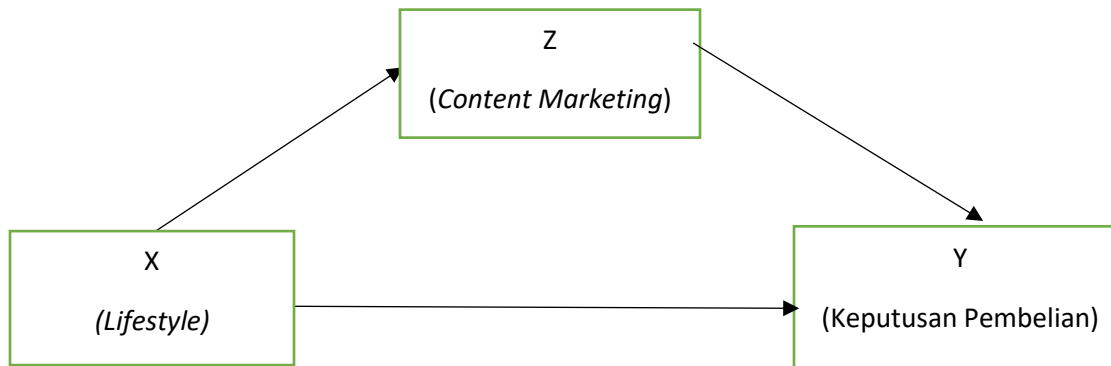 Z
(Content Marketing)
X
(Lifestyle)
Y
(Keputusan Pembelian)